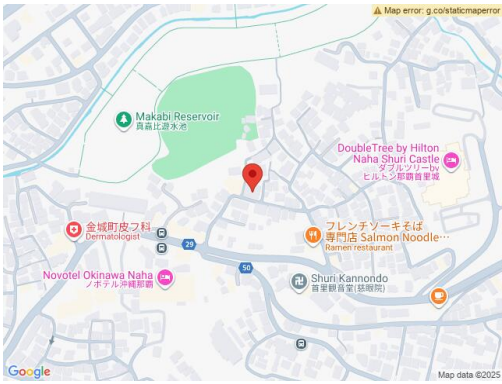 Map error: g.co/staticmaperror
Makabi Reservoir
真嘉比遊水池
DoubleTree by Hilton
Naha Shuri Castle
ダブルツリーby
ヒルトン那覇首里城
金城町皮フ科
Dermatologist
29
フレンチソーキそば
専門店 Salmon Noodle…
Ramen restaurant
50
Novotel Okinawa Naha
ノボテル沖縄那覇
Shuri Kannondo
首里観音堂(慈眼院)
Google
Map data ©2025